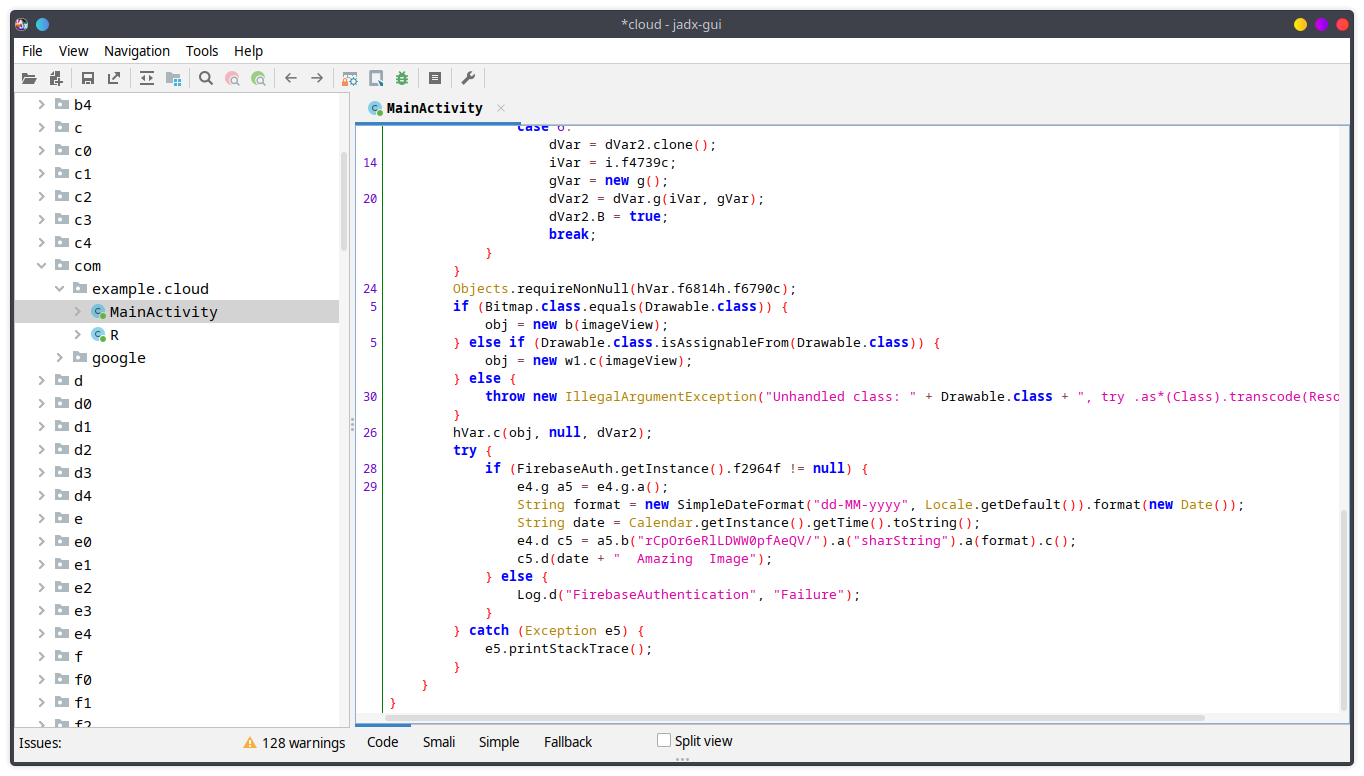 *cloud - jadx-gui
File View Navigation Tools Help
b4
c
c0
c1
c2
c3
c4
com
example.cloud
MainActivity
R
google
d
d0
d1
d2
d3
d4
e
e0
e1
e2
e3
e4
f
f0
f1
f2
Issues: 128 warnings
MainActivity
case 6:
dVar = dVar2.clone();
14 iVar = i.f4739c;
gVar = new g();
20 dVar2 = dVar.g(iVar, gVar);
dVar2.B = true;
break;
}
}
24 Objects.requireNonNull(hVar.f6814h.f6790c);
5 if (Bitmap.class.equals(Drawable.class)) {
obj = new b(imageView);
5 } else if (Drawable.class.isAssignableFrom(Drawable.class)) {
obj = new w1.c(imageView);
} else {
30 throw new IllegalArgumentException("Unhandled class: " + Drawable.class + ", try .as*(Class).transcode(Reso
}
26 hVar.c(obj, null, dVar2);
try {
28 if (FirebaseAuth.getInstance().f2964f != null) {
29 e4.g a5 = e4.g.a();
String format = new SimpleDateFormat("dd-MM-yyyy", Locale.getDefault()).format(new Date());
String date = Calendar.getInstance().getTime().toString();
e4.d c5 = a5.b("rCpOr6eRlLDWW0pfAeQV/").a("sharString").a(format).c();
c5.d(date + "  Amazing  Image");
} else {
Log.d("FirebaseAuthentication", "Failure");
}
} catch (Exception e5) {
e5.printStackTrace();
}
}
}
Code Smali Simple Fallback Split view